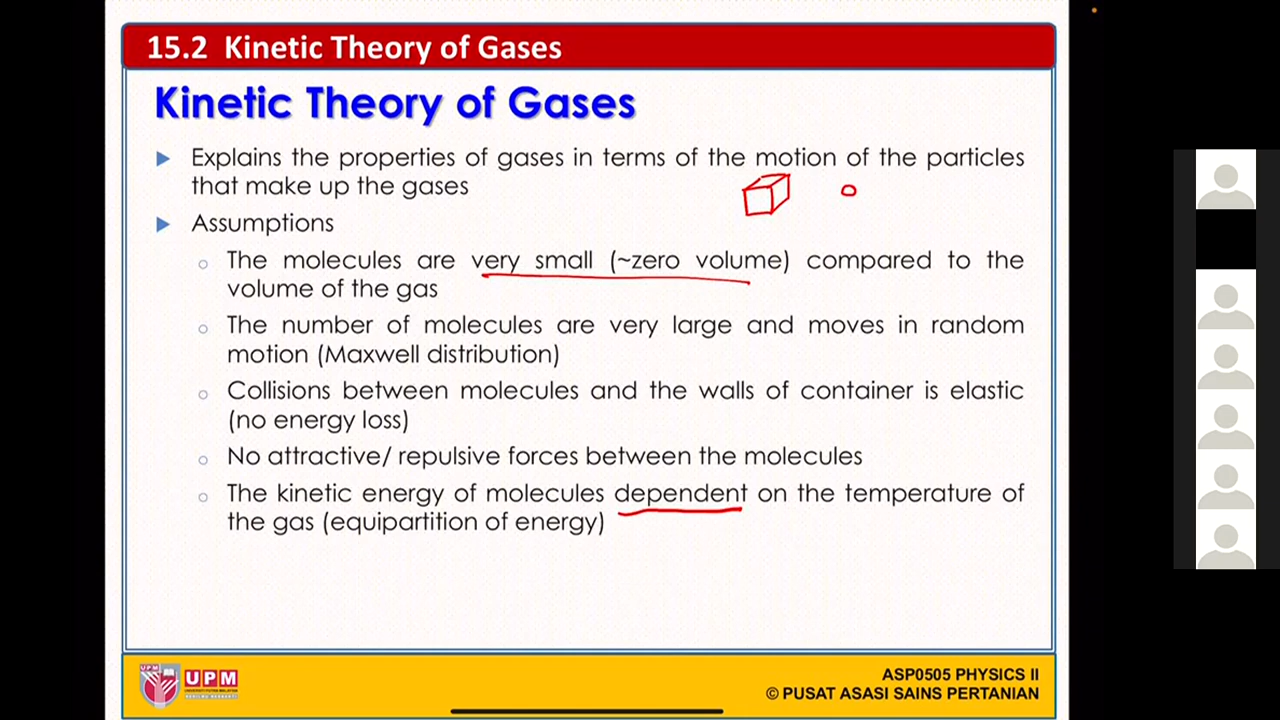 15.2 Kinetic Theory of Gases
Kinetic Theory of Gases
Explains the properties of gases in terms of the motion of the particles
that make up the gases
Assumptions
The molecules are very small (~zero volume) compared to the
volume of the gas
The number of molecules are very large and moves in random
motion (Maxwell distribution)
Collisions between molecules and the walls of container is elastic
(no energy loss)
No attractive/ repulsive forces between the molecules
The kinetic energy of molecules dependent on the temperature of
the gas (equipartition of energy)
UPM
UPM
ASP0505 PHYSICS II
© PUSAT ASASI SAINS PERTANIAN